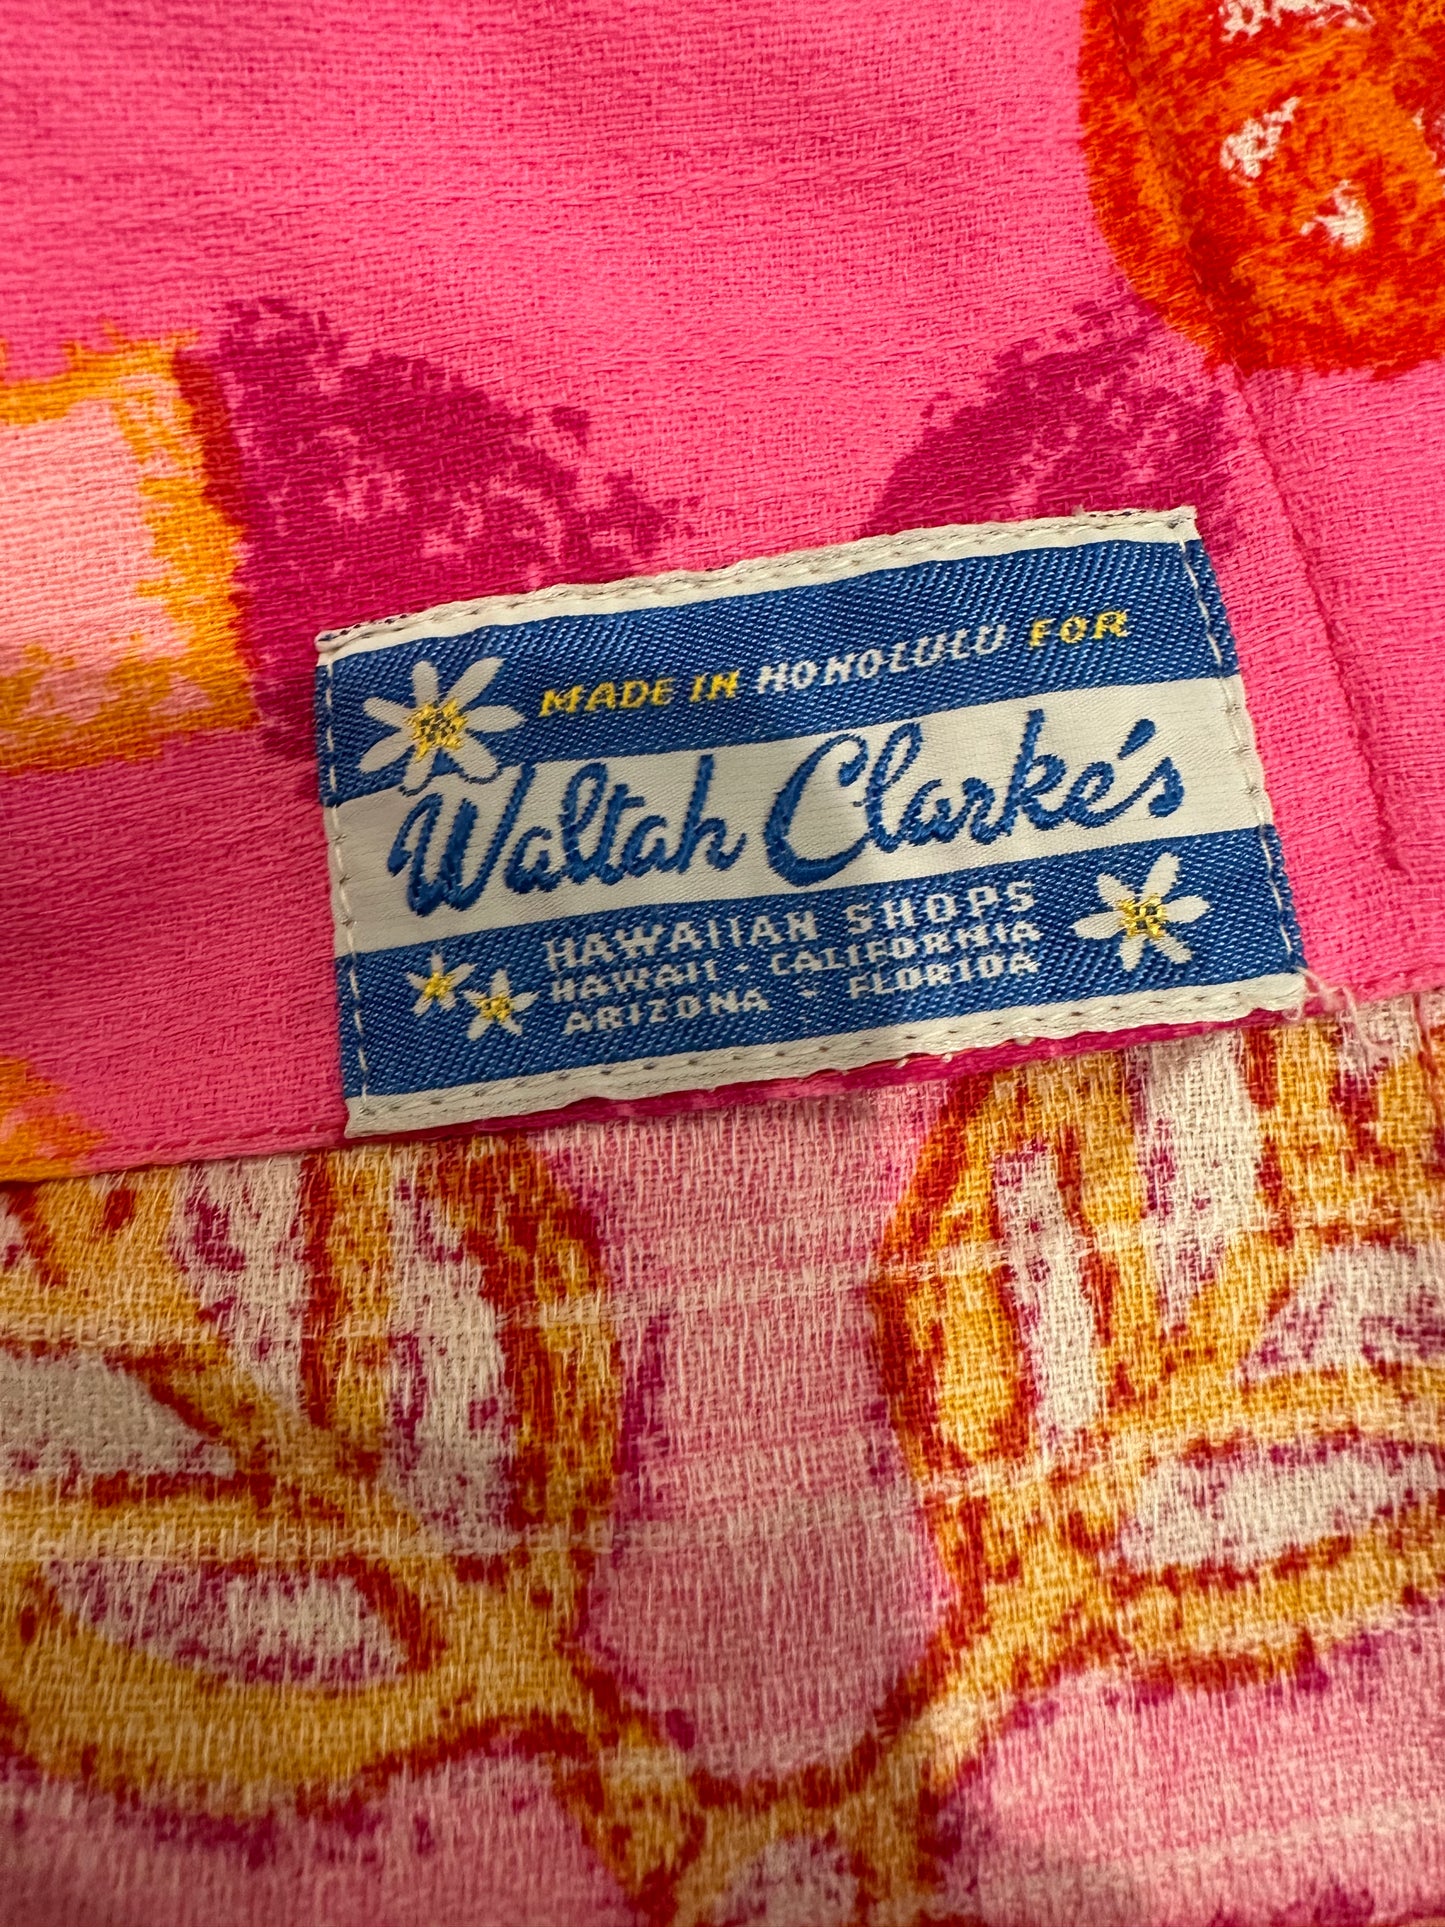 MADE IN HONOLULU FOR
Waltah Clarke's
HAWAIIAN SHOPS
HAWAII - CALIFORNIA
ARIZONA - FLORIDA